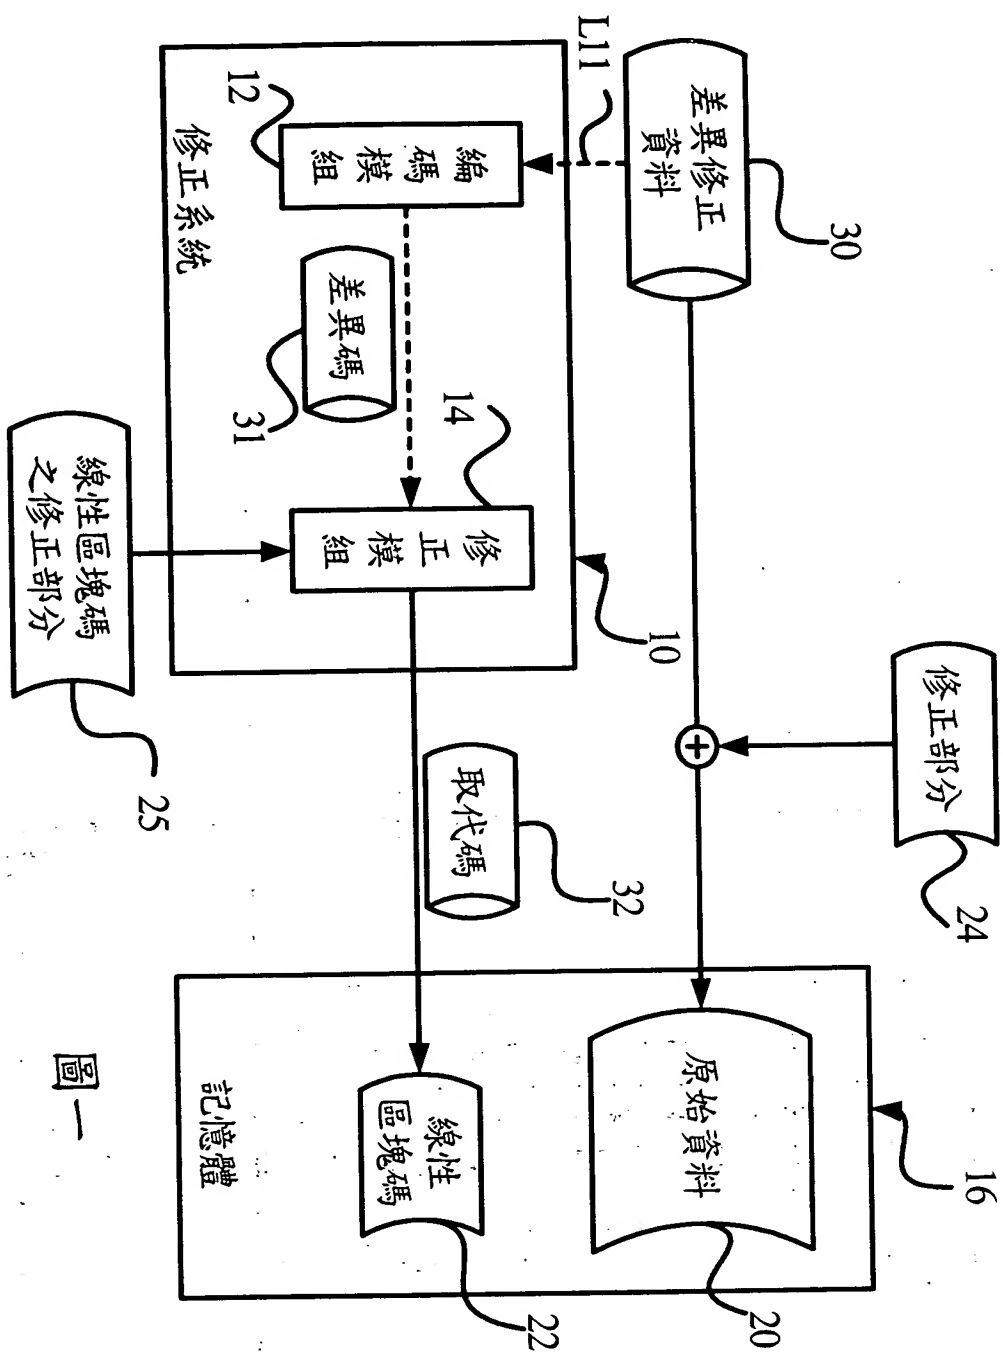 修正部分
24
差異修正
資料
30
L11
原始資料
20
16
10
編碼
模
組
12
差異碼
31
修正
模
組
14
修正系統
取代碼
32
線性
區塊碼
22
記憶體
線性區塊碼
之修正部分
25
圖一